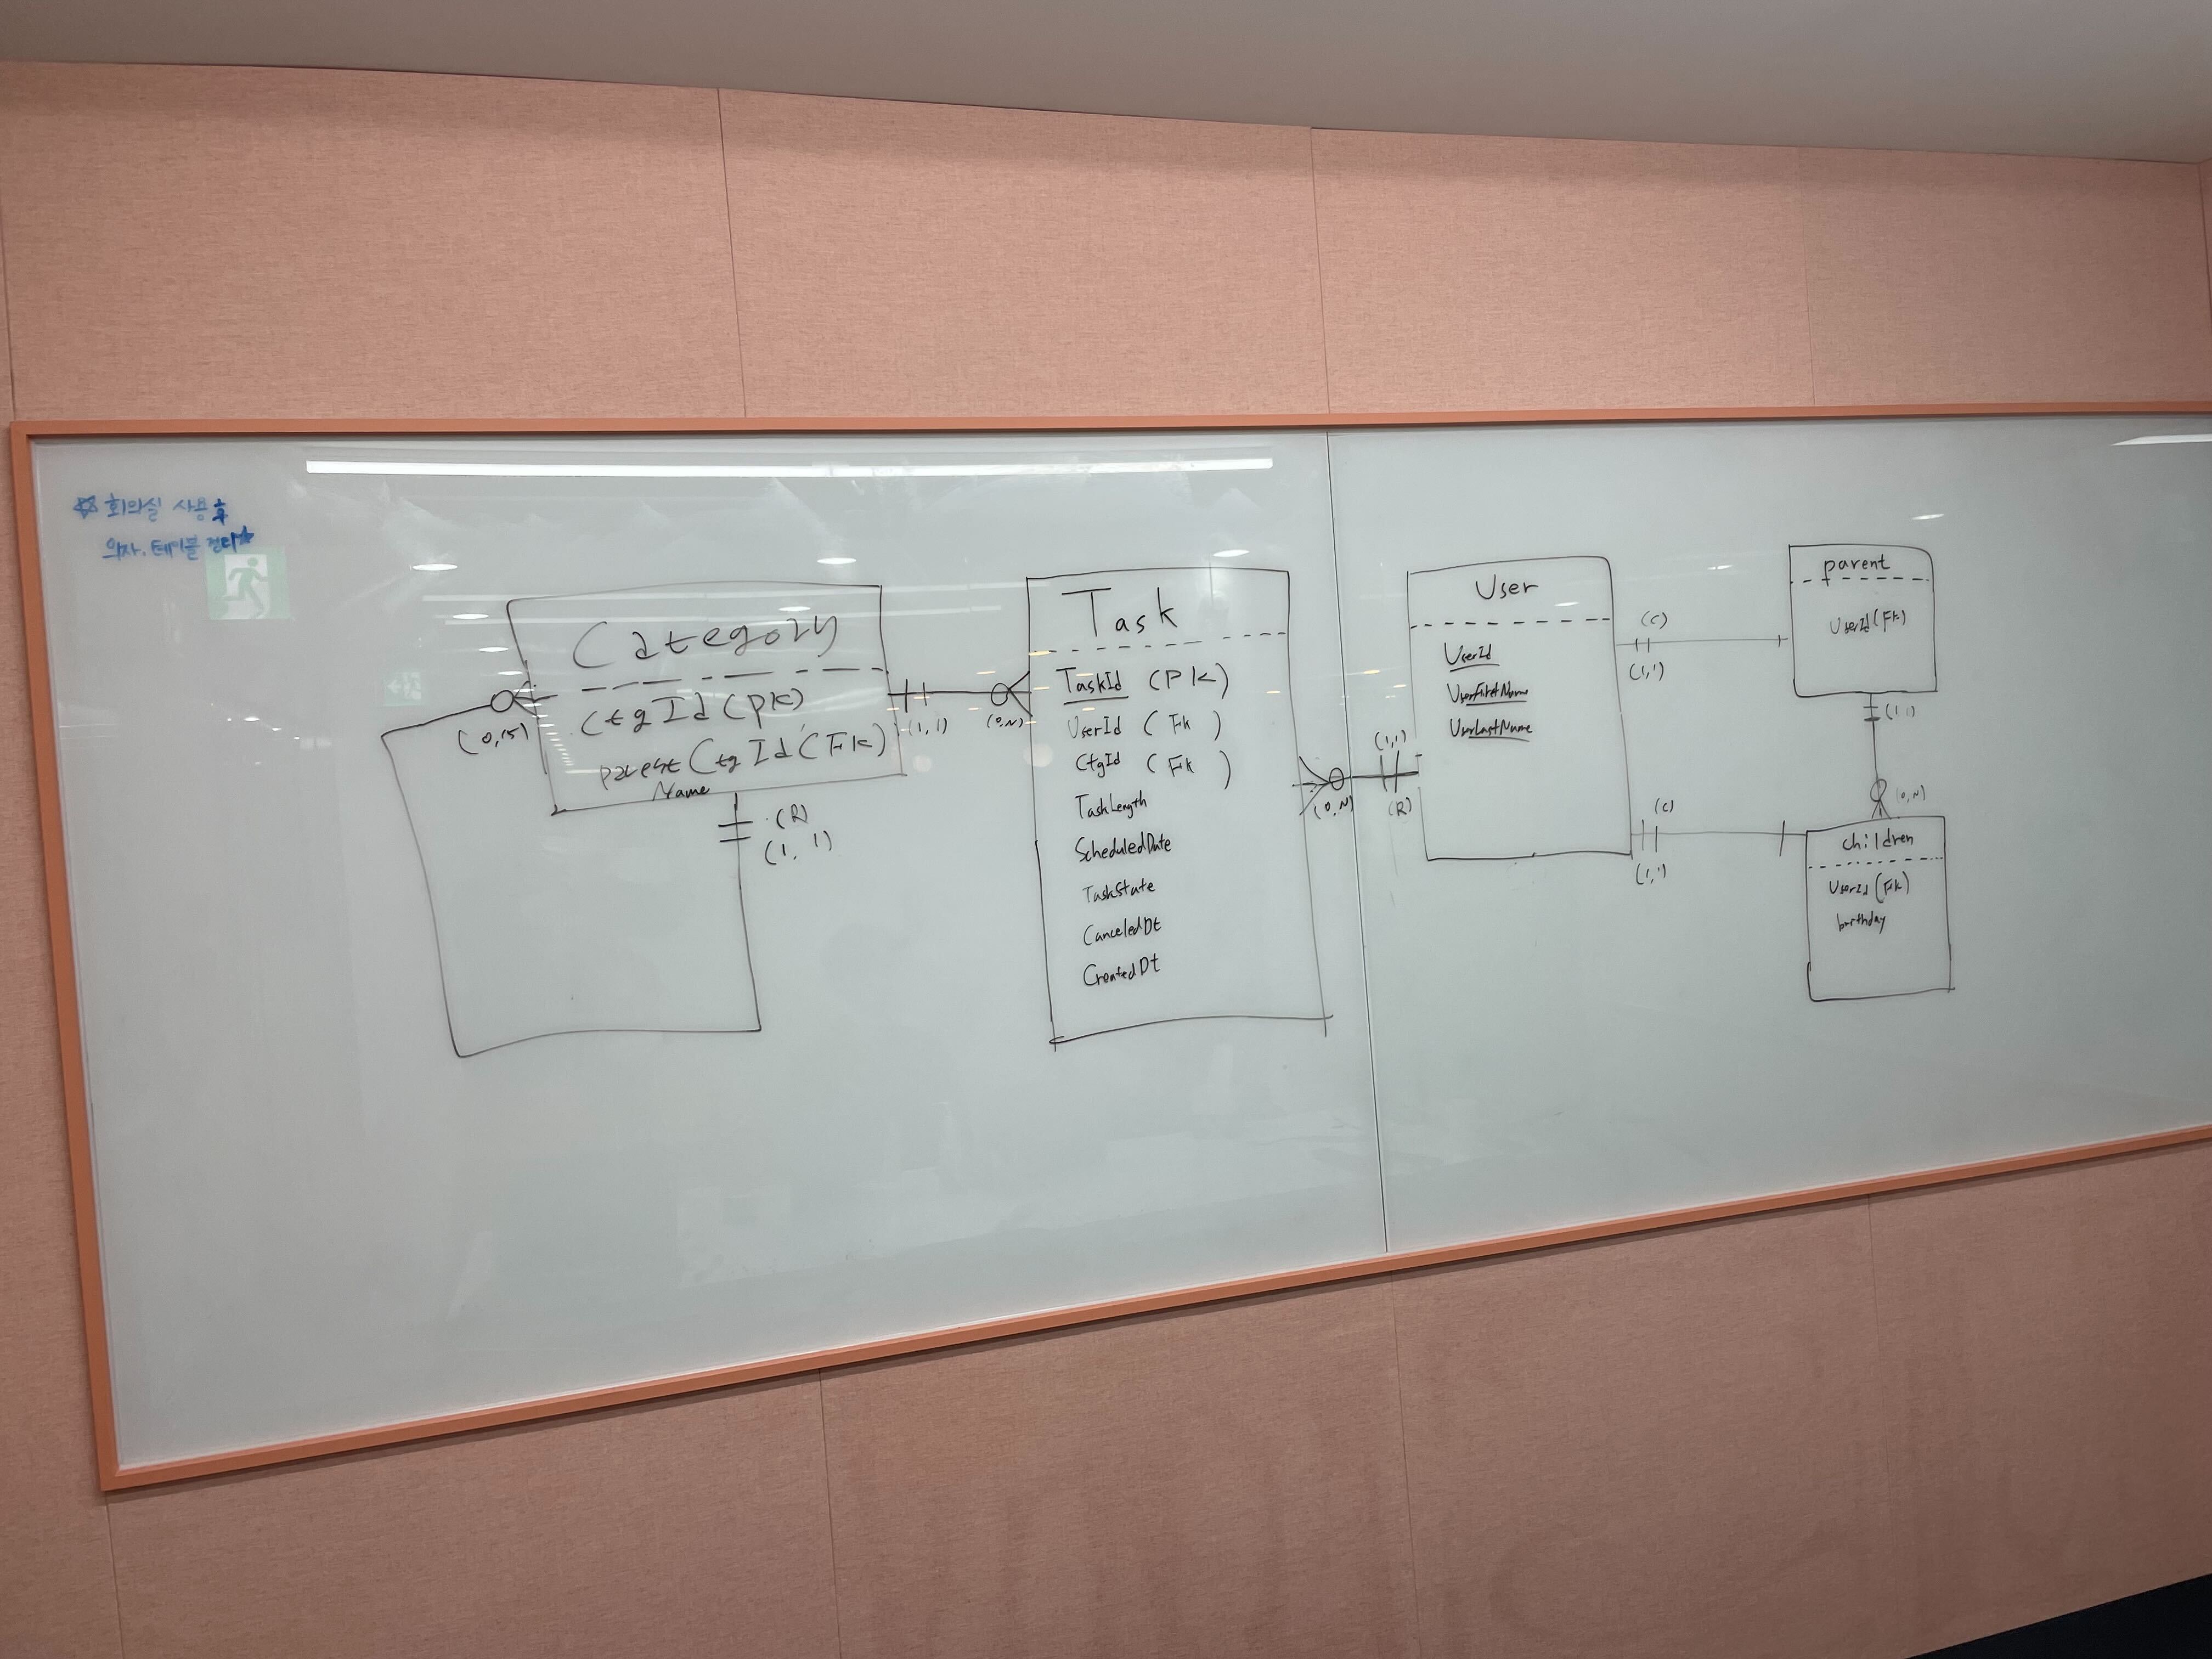 ☆ 회의실 사용 후
의자, 테이블 정리☆
Category
CtgId (PK)
parent CtgId (FK)
Name
(0,15)
(R)
(1, 1)
(1, 1)
(0,N)
Task
TaskId (PK)
UserId (FK)
CtgId (FK)
TaskLength
ScheduledDate
TaskState
CanceledDt
CreatedDt
(0,N)
(1,1)
(R)
User
UserId
UserFirstName
UserLastName
(C)
(1,1)
(C)
(1,1)
parent
UserId (FK)
(1,1)
(0,N)
children
UserId (FK)
birthday